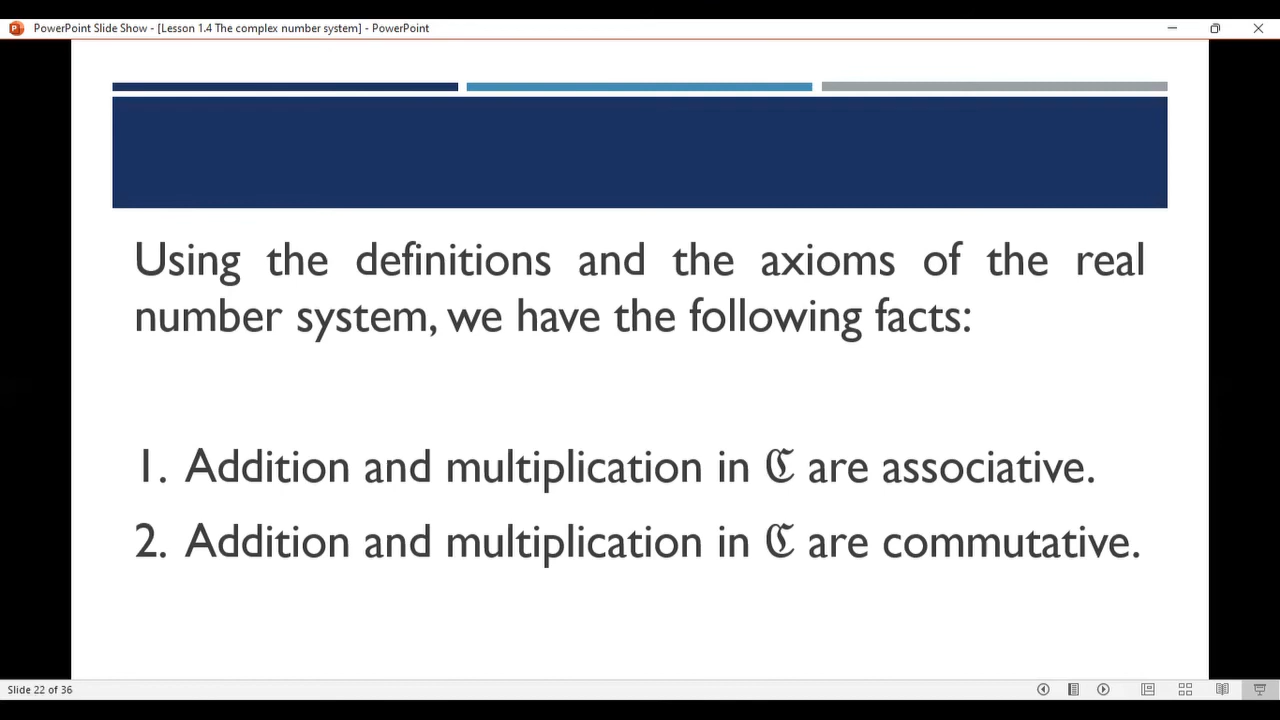 PowerPoint Slide Show - [Lesson 1.4 The complex number system] - PowerPoint
Using the definitions and the axioms of the real
number system, we have the following facts:
1. Addition and multiplication in ℭ are associative.
2. Addition and multiplication in ℭ are commutative.
Slide 22 of 36